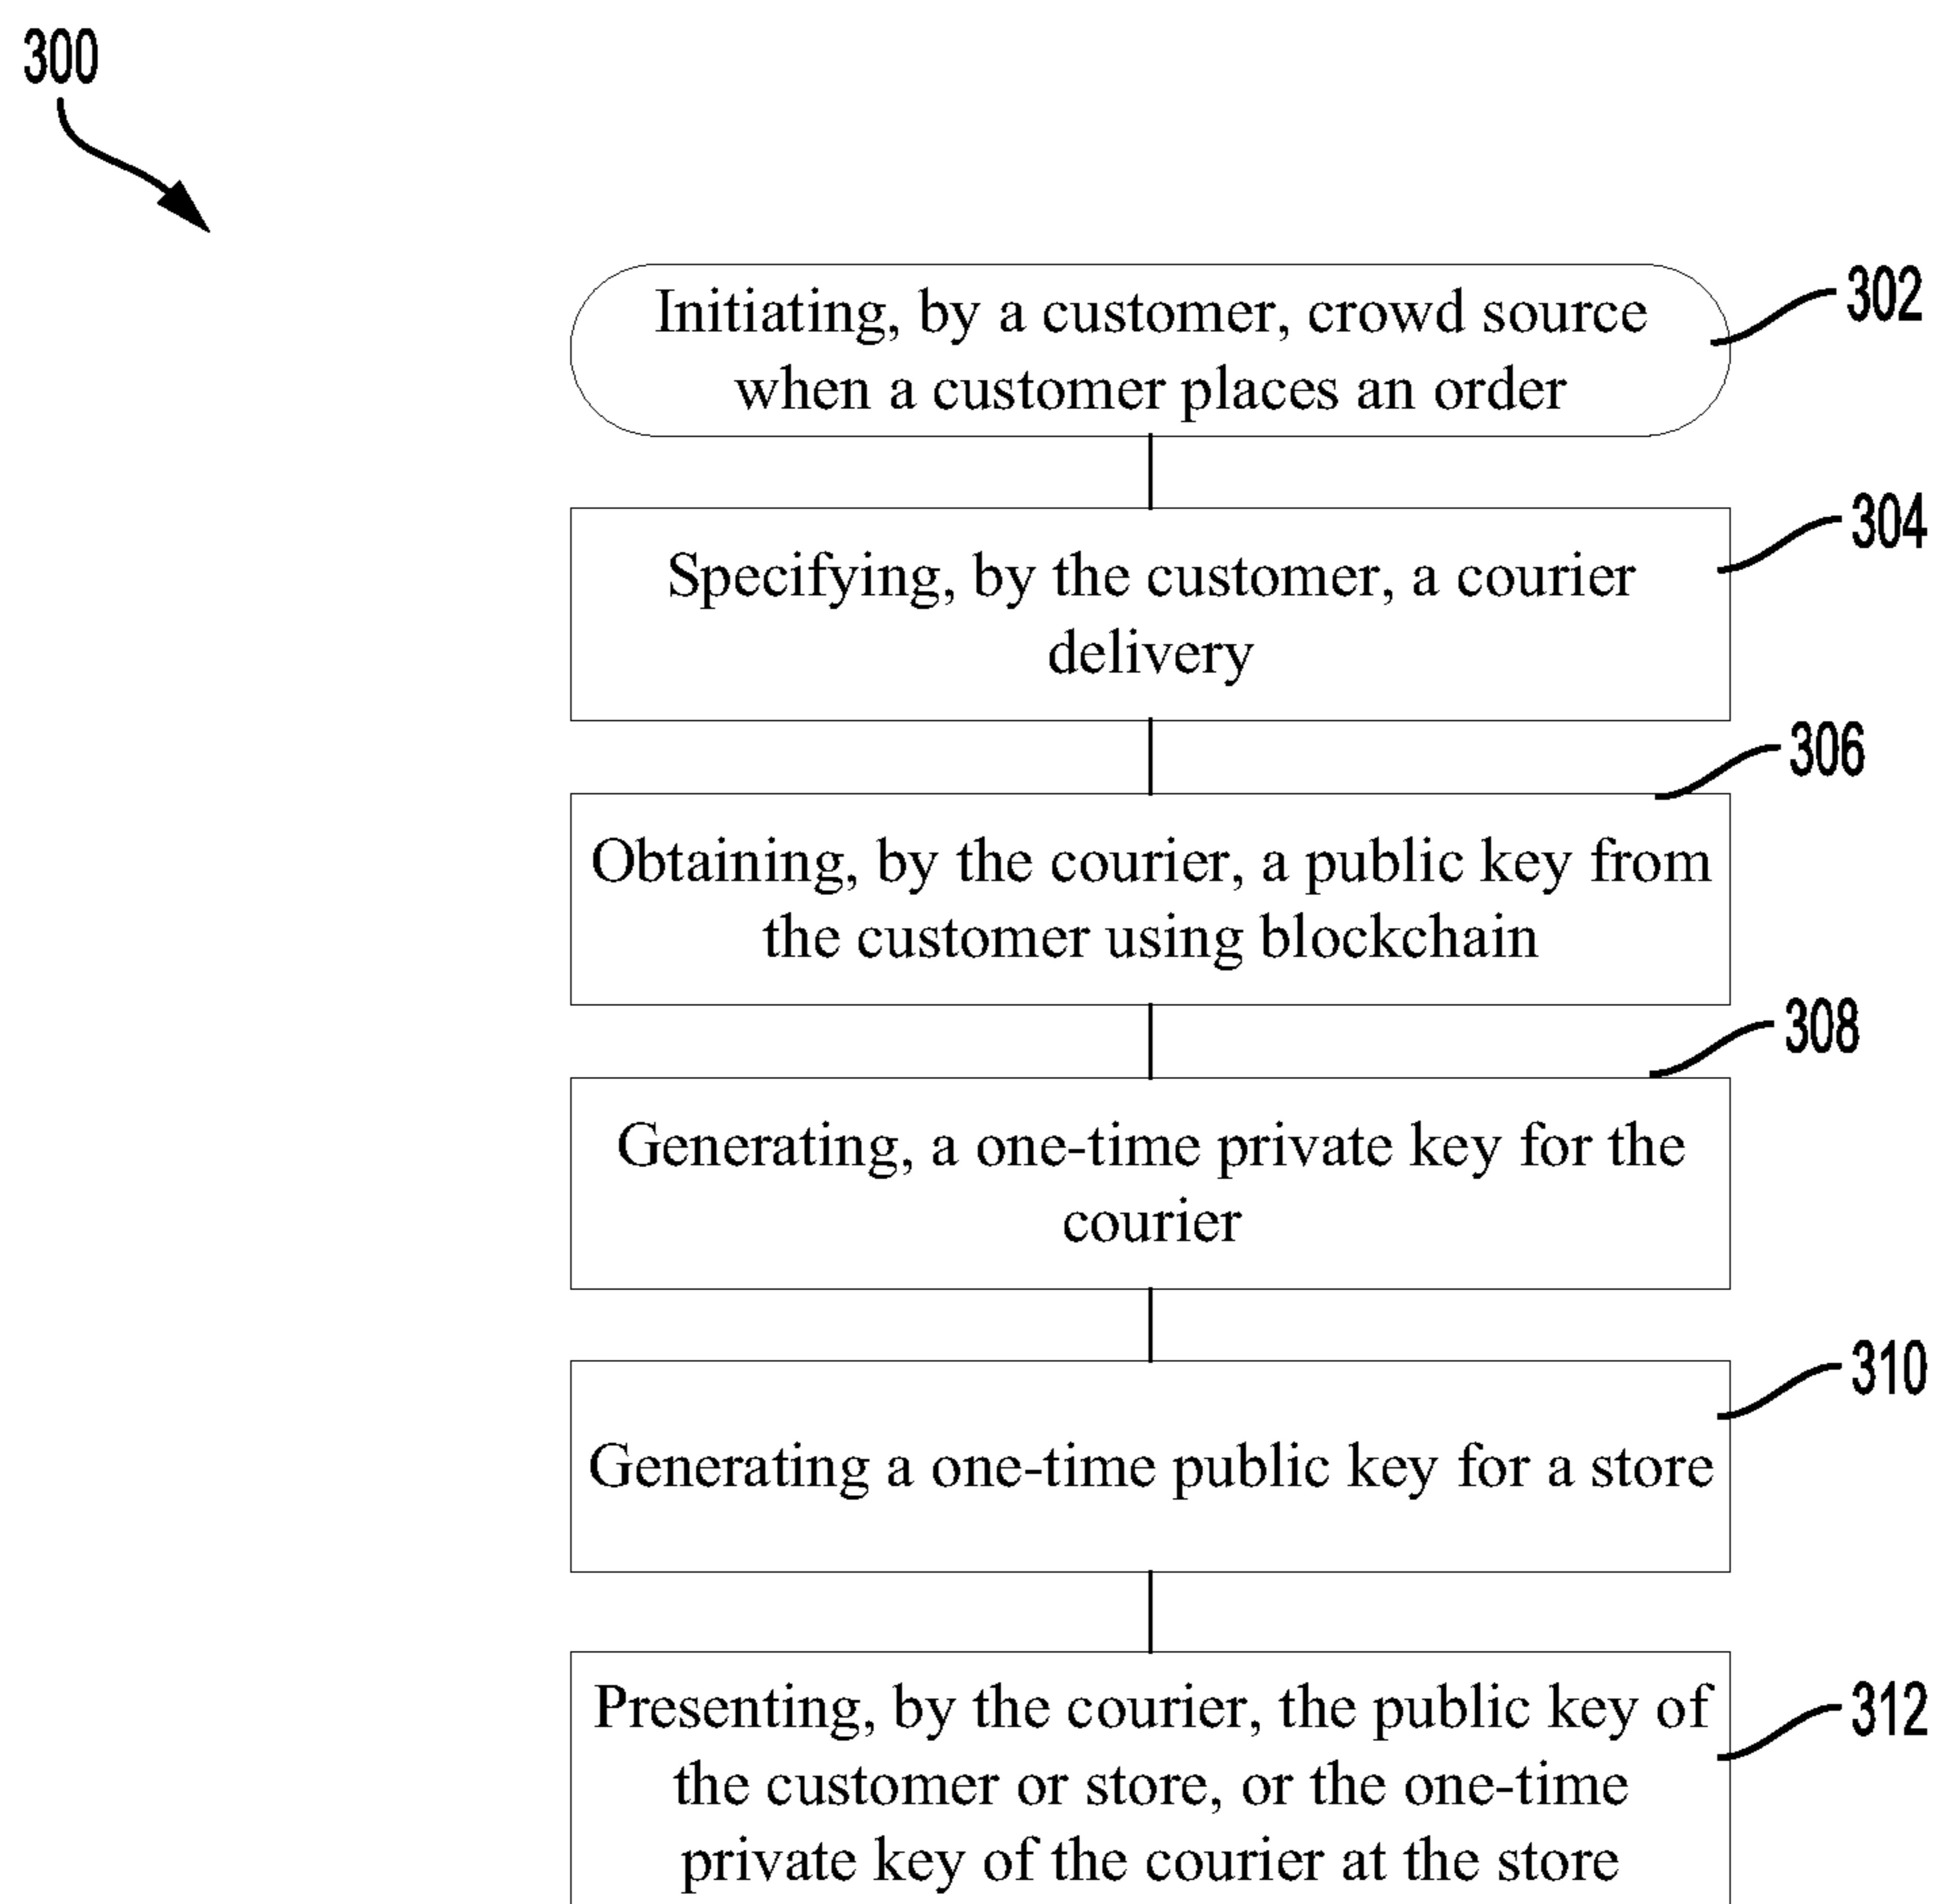 300
Initiating, by a customer, crowd source
when a customer places an order
302
Specifying, by the customer, a courier
delivery
304
306
Obtaining, by the courier, a public key from
the customer using blockchain
308
Generating, a one-time private key for the
courier
310
Generating a one-time public key for a store
Presenting, by the courier, the public key of
the customer or store, or the one-time
private key of the courier at the store
312